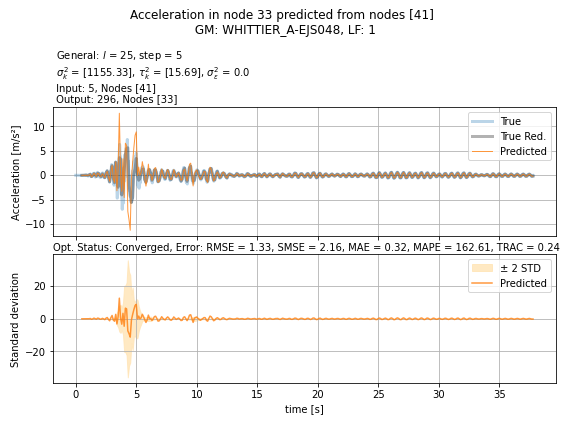 Acceleration in node 33 predicted from nodes [41]
GM: WHITTIER_A-EJS048, LF: 1
General: l = 25, step = 5
σ²ₖ = [1155.33], τ²ₖ = [15.69], σ²ε = 0.0
Input: 5, Nodes [41]
Output: 296, Nodes [33]
Acceleration [m/s²]
10
5
0
−5
−10
True
True Red.
Predicted
Opt. Status: Converged, Error: RMSE = 1.33, SMSE = 2.16, MAE = 0.32, MAPE = 162.61, TRAC = 0.24
Standard deviation
20
0
−20
± 2 STD
Predicted
0 5 10 15 20 25 30 35
time [s]